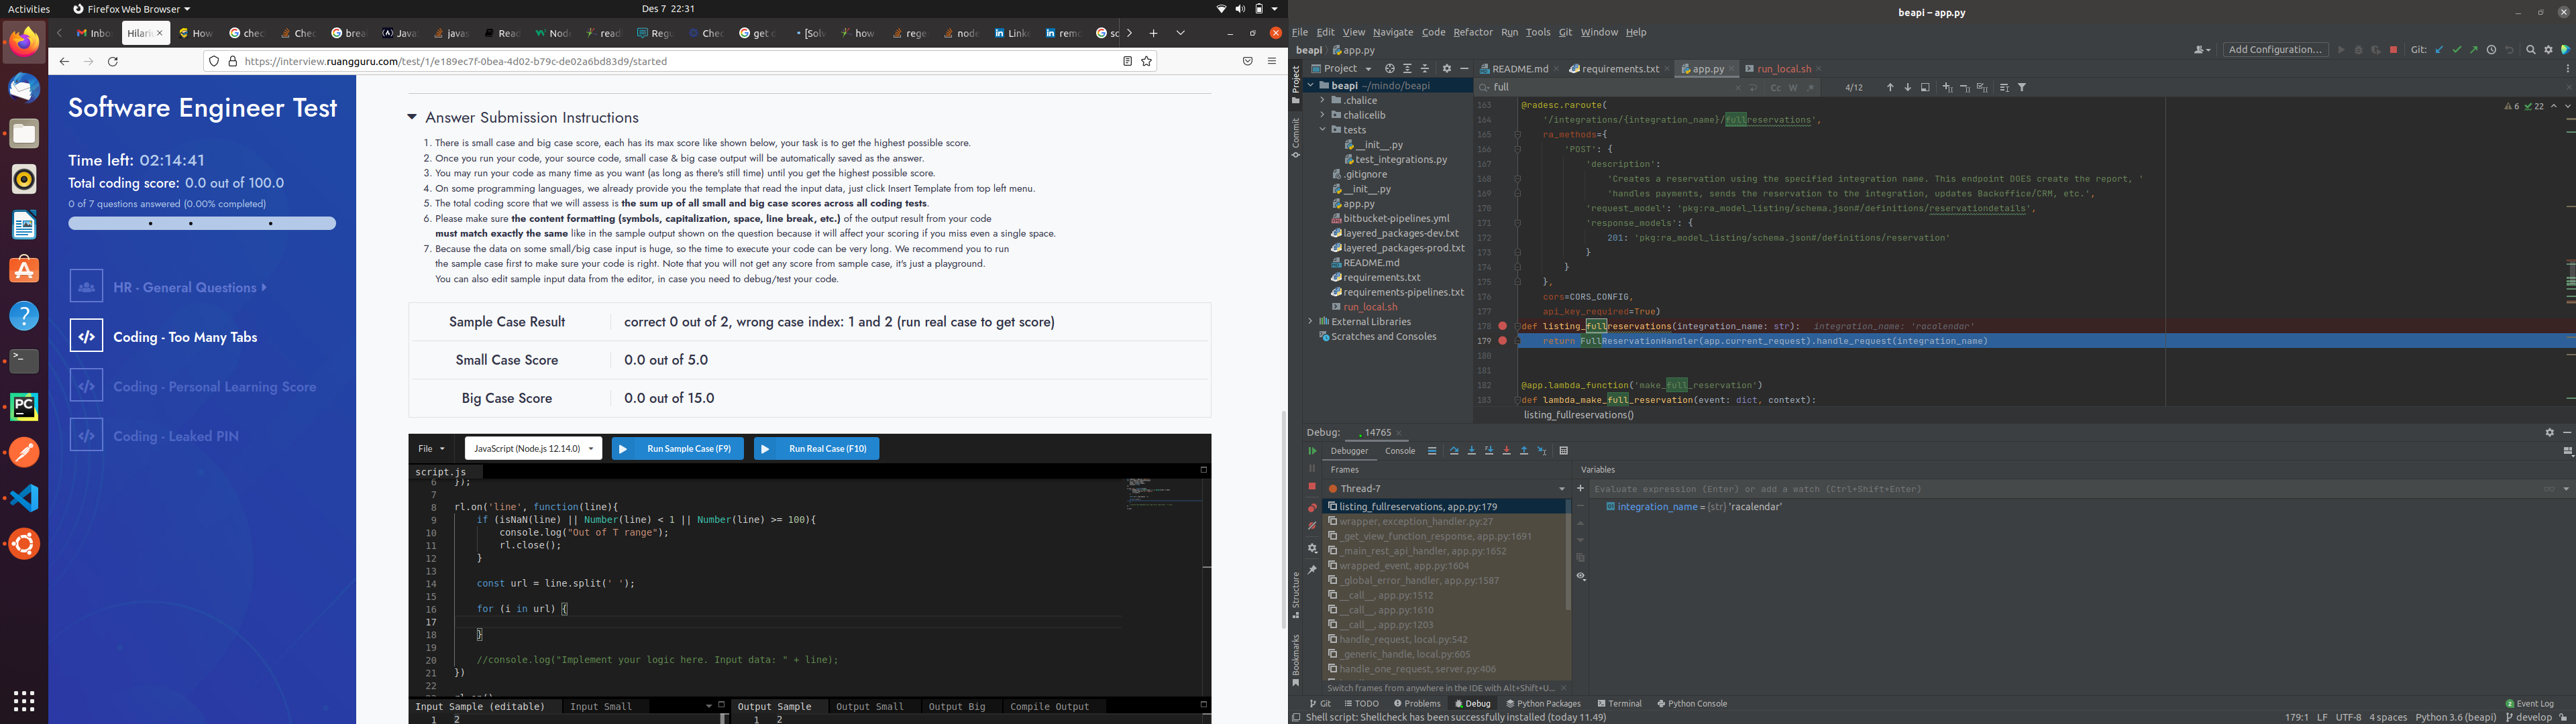 Activities
Firefox Web Browser
Des 7 22:31
Hilari
How
chec
Chec
brea
Java
javas
Read
Node
read
Regu
Chec
get d
[Solv
how
rege
node
Linke
remo
https://interview.ruangguru.com/test/1/e189ec7f-0bea-4d02-b79c-de02a6bd83d9/started
Software Engineer Test
Time left: 02:14:41
Total coding score: 0.0 out of 100.0
0 of 7 questions answered (0.00% completed)
HR - General Questions
Coding - Too Many Tabs
Coding - Personal Learning Score
Coding - Leaked PIN
Answer Submission Instructions
1. There is small case and big case score, each has its max score like shown below, your task is to get the highest possible score.
2. Once you run your code, your source code, small case & big case output will be automatically saved as the answer.
3. You may run your code as many time as you want (as long as there's still time) until you get the highest possible score.
4. On some programming languages, we already provide you the template that read the input data, just click Insert Template from top left menu.
5. The total coding score that we will assess is the sum up of all small and big case scores across all coding tests.
6. Please make sure the content formatting (symbols, capitalization, space, line break, etc.) of the output result from your code
must match exactly the same like in the sample output shown on the question because it will affect your scoring if you miss even a single space.
7. Because the data on some small/big case input is huge, so the time to execute your code can be very long. We recommend you to run
the sample case first to make sure your code is right. Note that you will not get any score from sample case, it's just a playground.
You can also edit sample input data from the editor, in case you need to debug/test your code.
Sample Case Result correct 0 out of 2, wrong case index: 1 and 2 (run real case to get score)
Small Case Score 0.0 out of 5.0
Big Case Score 0.0 out of 15.0
File JavaScript (Node.js 12.14.0) Run Sample Case (F9) Run Real Case (F10)
script.js
6 });
7
8 rl.on('line', function(line){
9 if (isNaN(line) || Number(line) < 1 || Number(line) >= 100){
10 console.log("Out of T range");
11 rl.close();
12 }
13
14 const url = line.split(' ');
15
16 for (i in url) {
17
18 }
19
20 //console.log("Implement your logic here. Input data: " + line);
21 })
22
Input Sample (editable) Input Small Output Sample Output Small Output Big Compile Output
1 2 1 2
beapi – app.py
File Edit View Navigate Code Refactor Run Tools Git Window Help
beapi app.py
Add Configuration...
Git:
Project
README.md requirements.txt app.py run_local.sh
full
Cc W .*
4/12
Project
Commit
Structure
Bookmarks
beapi ~/mindo/beapi
.chalice
chalicelib
tests
__init__.py
test_integrations.py
.gitignore
__init__.py
app.py
bitbucket-pipelines.yml
layered_packages-dev.txt
layered_packages-prod.txt
README.md
requirements.txt
requirements-pipelines.txt
run_local.sh
External Libraries
Scratches and Consoles
6 22
163 @radesc.raroute(
164 '/integrations/{integration_name}/fullreservations',
165 ra_methods={
166 'POST': {
167 'description':
168 'Creates a reservation using the specified integration name. This endpoint DOES create the report, '
169 'handles payments, sends the reservation to the integration, updates Backoffice/CRM, etc.',
170 'request_model': 'pkg:ra_model_listing/schema.json#/definitions/reservationdetails',
171 'response_models': {
172 201: 'pkg:ra_model_listing/schema.json#/definitions/reservation'
173 }
174 }
175 },
176 cors=CORS_CONFIG,
177 api_key_required=True)
178 def listing_fullreservations(integration_name: str): integration_name: 'racalendar'
179 return FullReservationHandler(app.current_request).handle_request(integration_name)
180
181
182 @app.lambda_function('make_full_reservation')
183 def lambda_make_full_reservation(event: dict, context):
listing_fullreservations()
Debug: 14765
Debugger Console
Frames
Variables
Thread-7
Evaluate expression (Enter) or add a watch (Ctrl+Shift+Enter)
listing_fullreservations, app.py:179
wrapper, exception_handler.py:27
_get_view_function_response, app.py:1691
_main_rest_api_handler, app.py:1652
wrapped_event, app.py:1604
_global_error_handler, app.py:1587
__call__, app.py:1512
__call__, app.py:1610
__call__, app.py:1203
handle_request, local.py:542
_generic_handle, local.py:605
handle_one_request, server.py:406
integration_name = {str} 'racalendar'
Switch frames from anywhere in the IDE with Alt+Shift+U...
Git TODO Problems Debug Python Packages Terminal Python Console
2 Event Log
Shell script: Shellcheck has been successfully installed (today 11.49)
179:1 LF UTF-8 4 spaces Python 3.6 (beapi) develop